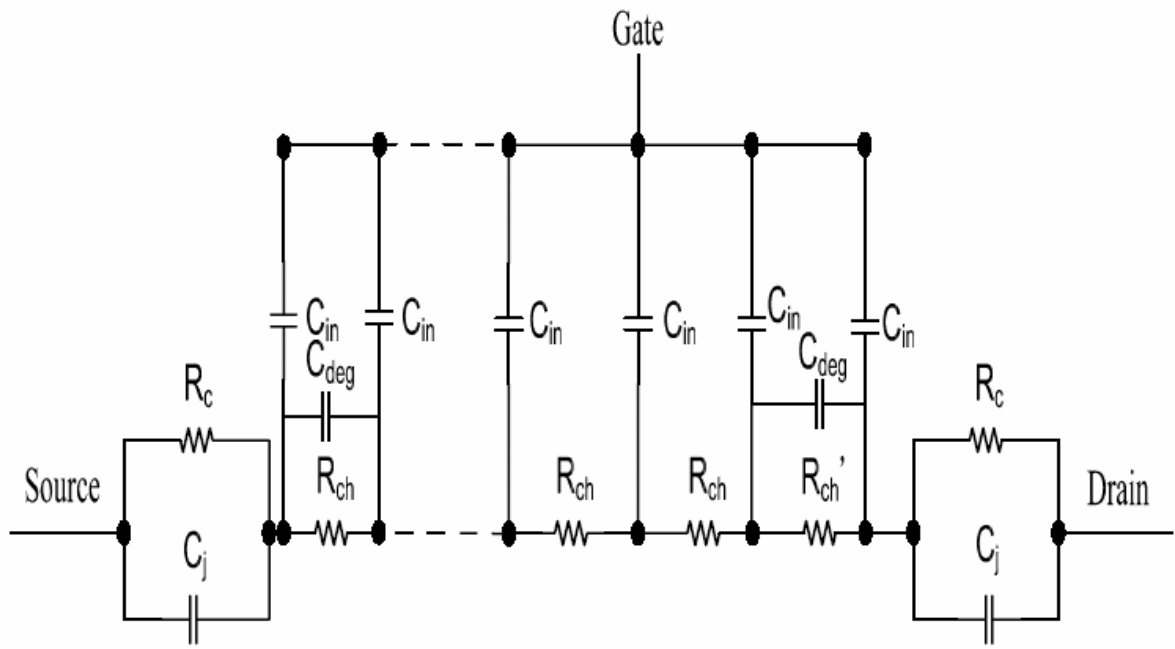 Gate
C_in
C_in
C_in
C_in
C_in
C_in
C_deg
C_deg
R_c
R_c
Source
R_ch
R_ch
R_ch
R_ch’
Drain
C_j
C_j